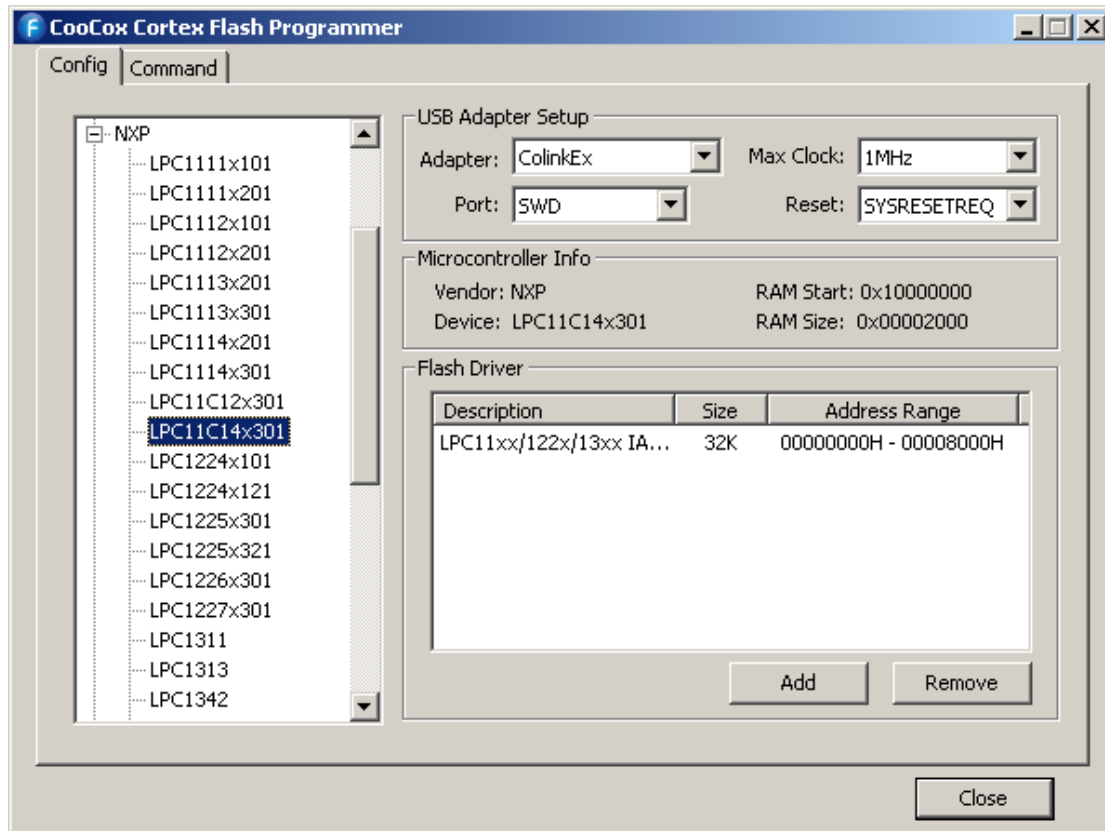 CooCox Cortex Flash Programmer
Config
Command
NXP
LPC1111x101
LPC1111x201
LPC1112x101
LPC1112x201
LPC1113x201
LPC1113x301
LPC1114x201
LPC1114x301
LPC11C12x301
LPC11C14x301
LPC1224x101
LPC1224x121
LPC1225x301
LPC1225x321
LPC1226x301
LPC1227x301
LPC1311
LPC1313
LPC1342
USB Adapter Setup
Adapter: ColinkEx Max Clock: 1MHz
Port: SWD Reset: SYSRESETREQ
Microcontroller Info
Vendor: NXP RAM Start: 0x10000000
Device: LPC11C14x301 RAM Size: 0x00002000
Flash Driver
Description Size Address Range
LPC11xx/122x/13xx IA... 32K 00000000H - 00008000H
Add Remove
Close